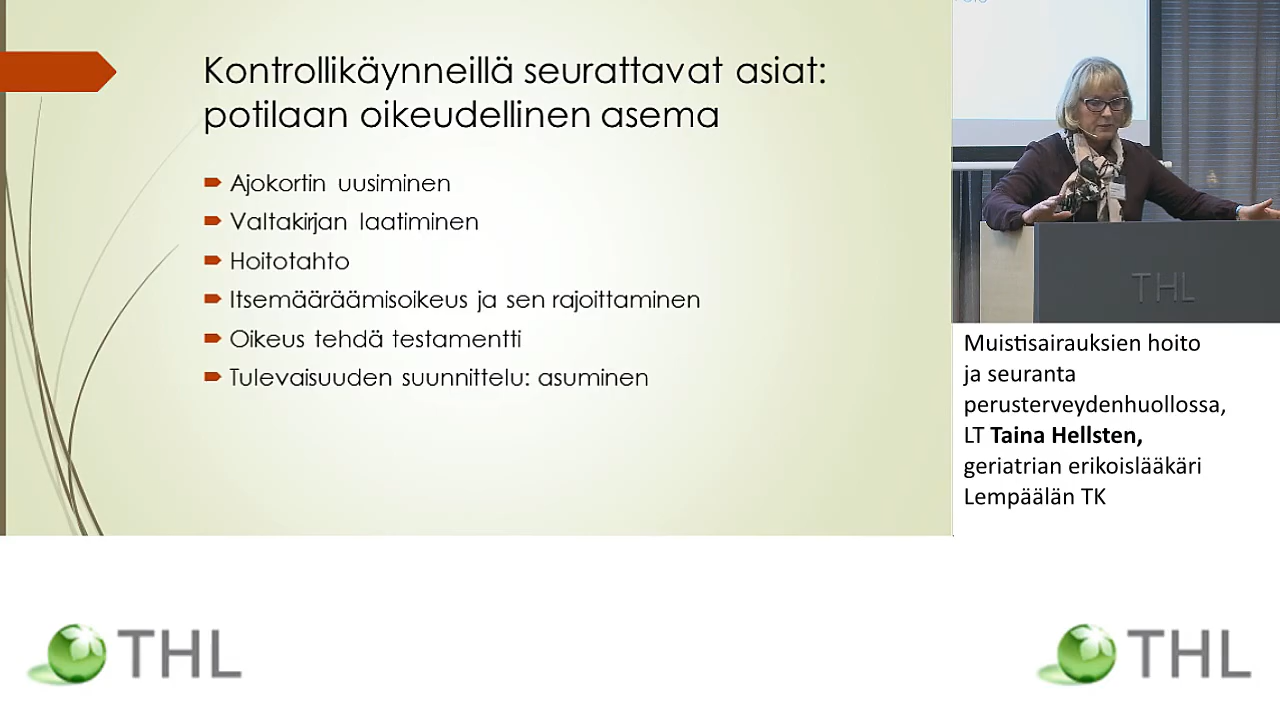 Kontrollikäynneillä seurattavat asiat:
potilaan oikeudellinen asema
Ajokortin uusiminen
Valtakirjan laatiminen
Hoitotahto
Itsemääräämisoikeus ja sen rajoittaminen
Oikeus tehdä testamentti
Tulevaisuuden suunnittelu: asuminen
THL
Muistisairauksien hoito
ja seuranta
perusterveydenhuollossa,
LT Taina Hellsten,
geriatrian erikoislääkäri
Lempäälän TK
THL
THL